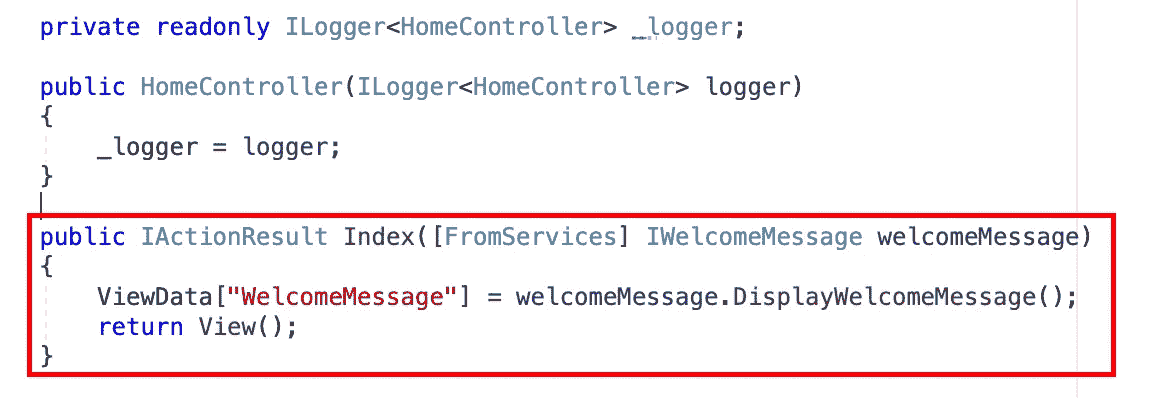 private readonly ILogger<HomeController> _logger;
public HomeController(ILogger<HomeController> logger)
{
_logger = logger;
}
public IActionResult Index([FromServices] IWelcomeMessage welcomeMessage)
{
ViewData["WelcomeMessage"] = welcomeMessage.DisplayWelcomeMessage();
return View();
}